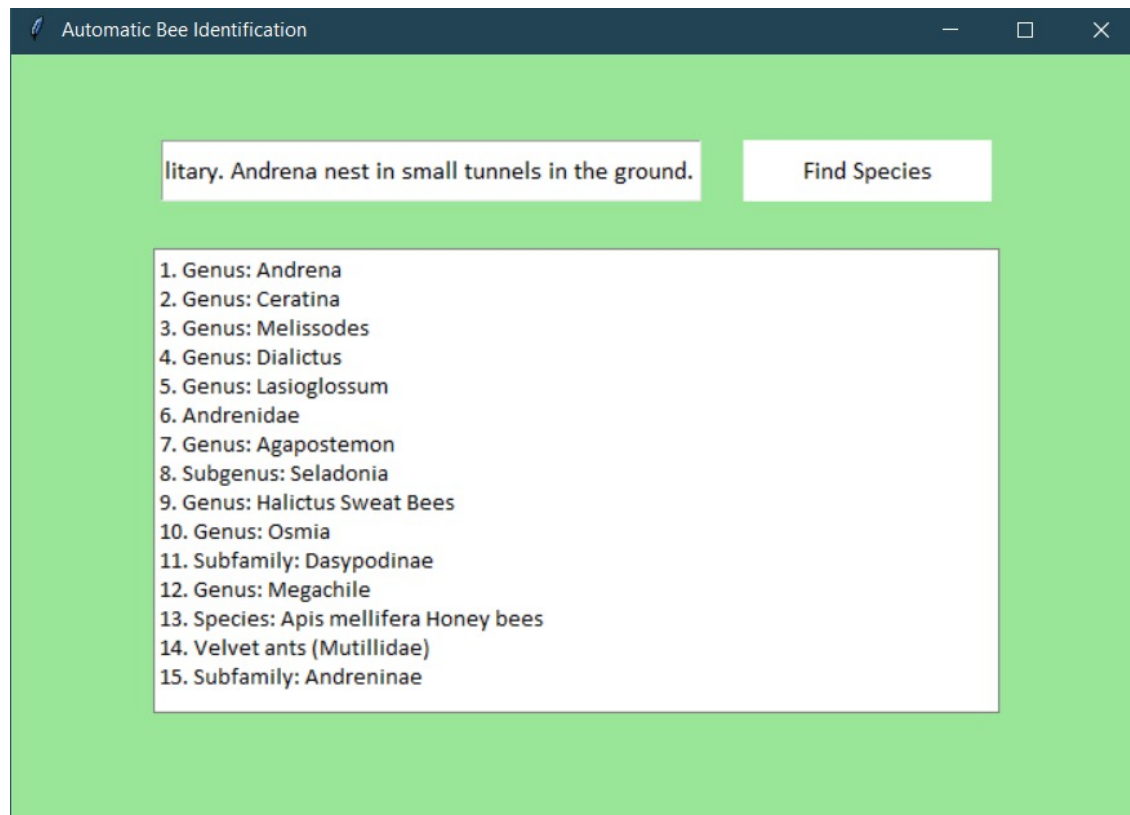 Automatic Bee Identification
litary. Andrena nest in small tunnels in the ground.
Find Species
1. Genus: Andrena
2. Genus: Ceratina
3. Genus: Melissodes
4. Genus: Dialictus
5. Genus: Lasioglossum
6. Andrenidae
7. Genus: Agapostemon
8. Subgenus: Seladonia
9. Genus: Halictus Sweat Bees
10. Genus: Osmia
11. Subfamily: Dasypodinae
12. Genus: Megachile
13. Species: Apis mellifera Honey bees
14. Velvet ants (Mutillidae)
15. Subfamily: Andreninae